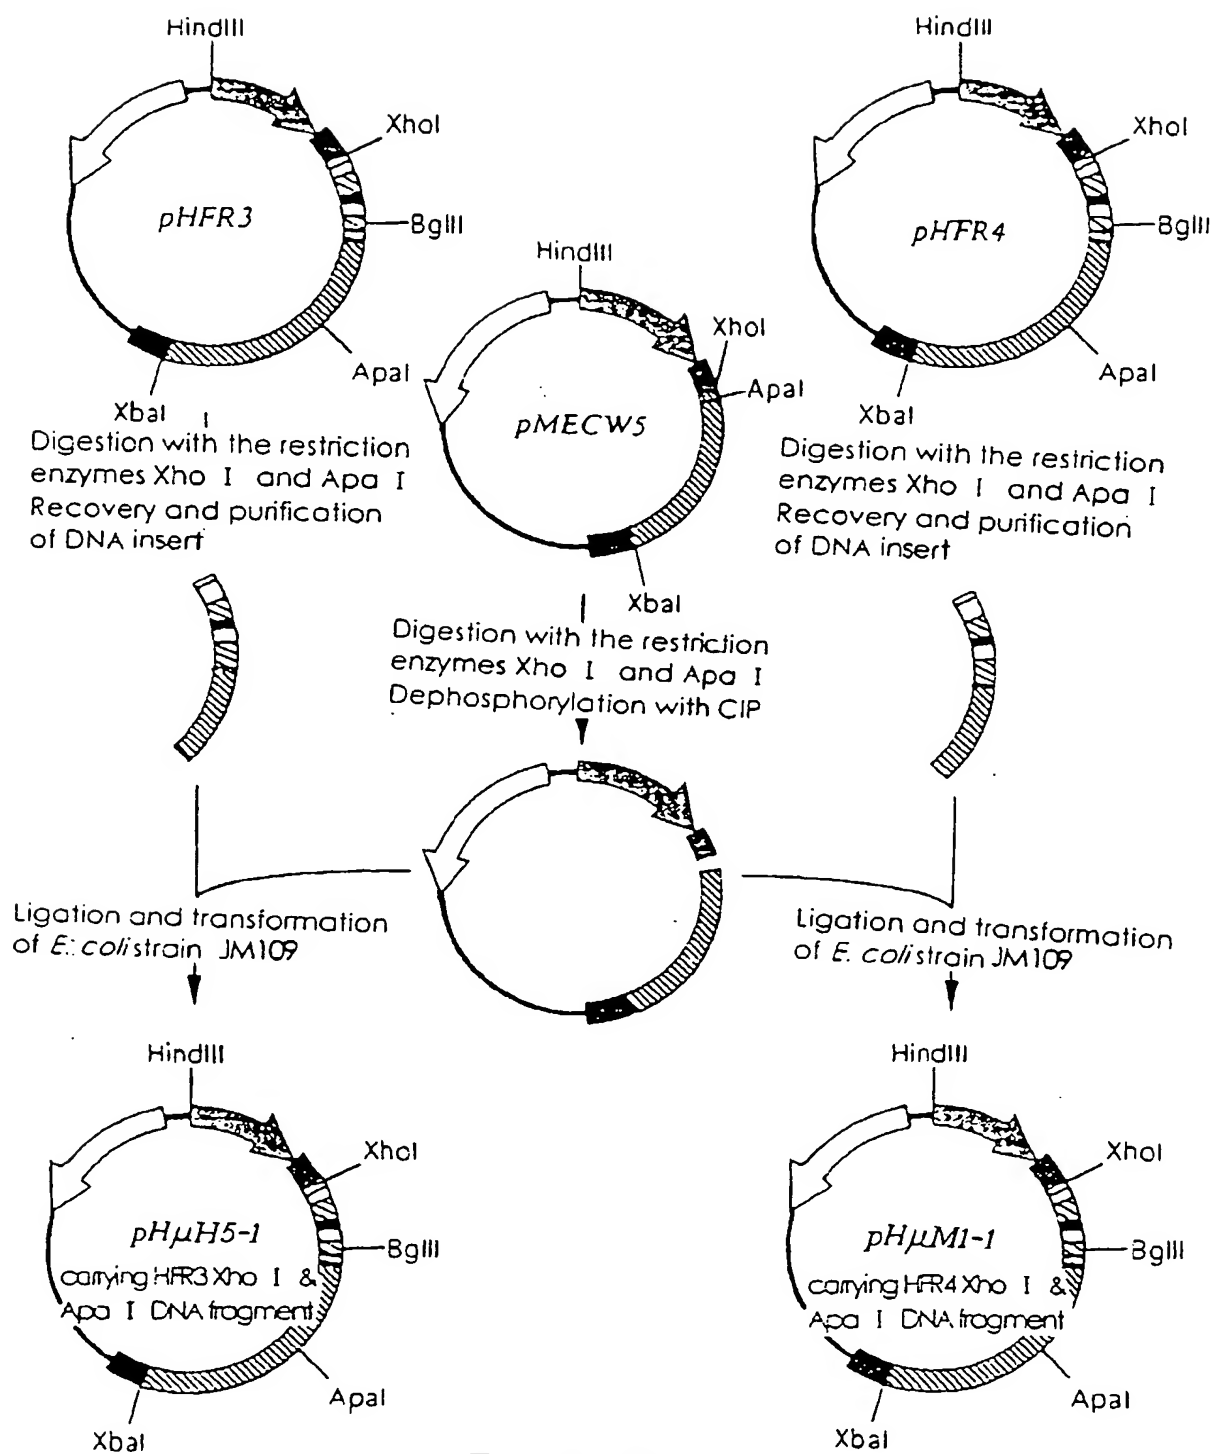 HindIII
XhoI
pHFR3
BglII
ApaI
XbaI
Digestion with the restriction
enzymes Xho I and Apa I
Recovery and purification
of DNA insert
HindIII
XhoI
ApaI
pMECW5
XbaI
Digestion with the restriction
enzymes Xho I and Apa I
Dephosphorylation with CIP
HindIII
XhoI
pHFR4
BglII
ApaI
XbaI
Digestion with the restriction
enzymes Xho I and Apa I
Recovery and purification
of DNA insert
Ligation and transformation
of E. coli strain JM109
Ligation and transformation
of E. coli strain JM109
HindIII
XhoI
pHμH5-1
BglII
carrying HFR3 Xho I &
Apa I DNA fragment
ApaI
XbaI
HindIII
XhoI
pHμM1-1
BglII
carrying HFR4 Xho I &
Apa I DNA fragment
ApaI
XbaI